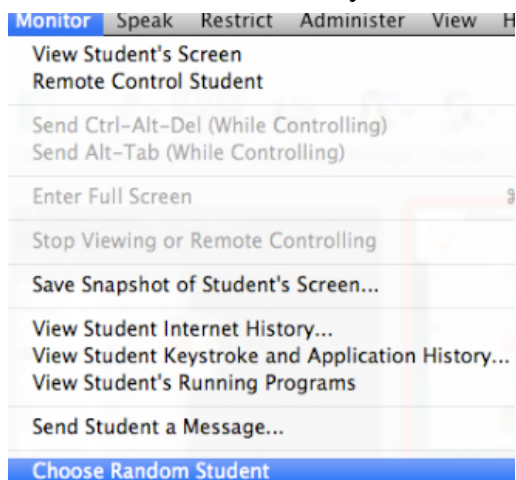 Monitor Speak Restrict Administer View
View Student's Screen
Remote Control Student
Send Ctrl-Alt-Del (While Controlling)
Send Alt-Tab (While Controlling)
Enter Full Screen
Stop Viewing or Remote Controlling
Save Snapshot of Student's Screen...
View Student Internet History...
View Student Keystroke and Application History...
View Student's Running Programs
Send Student a Message...
Choose Random Student